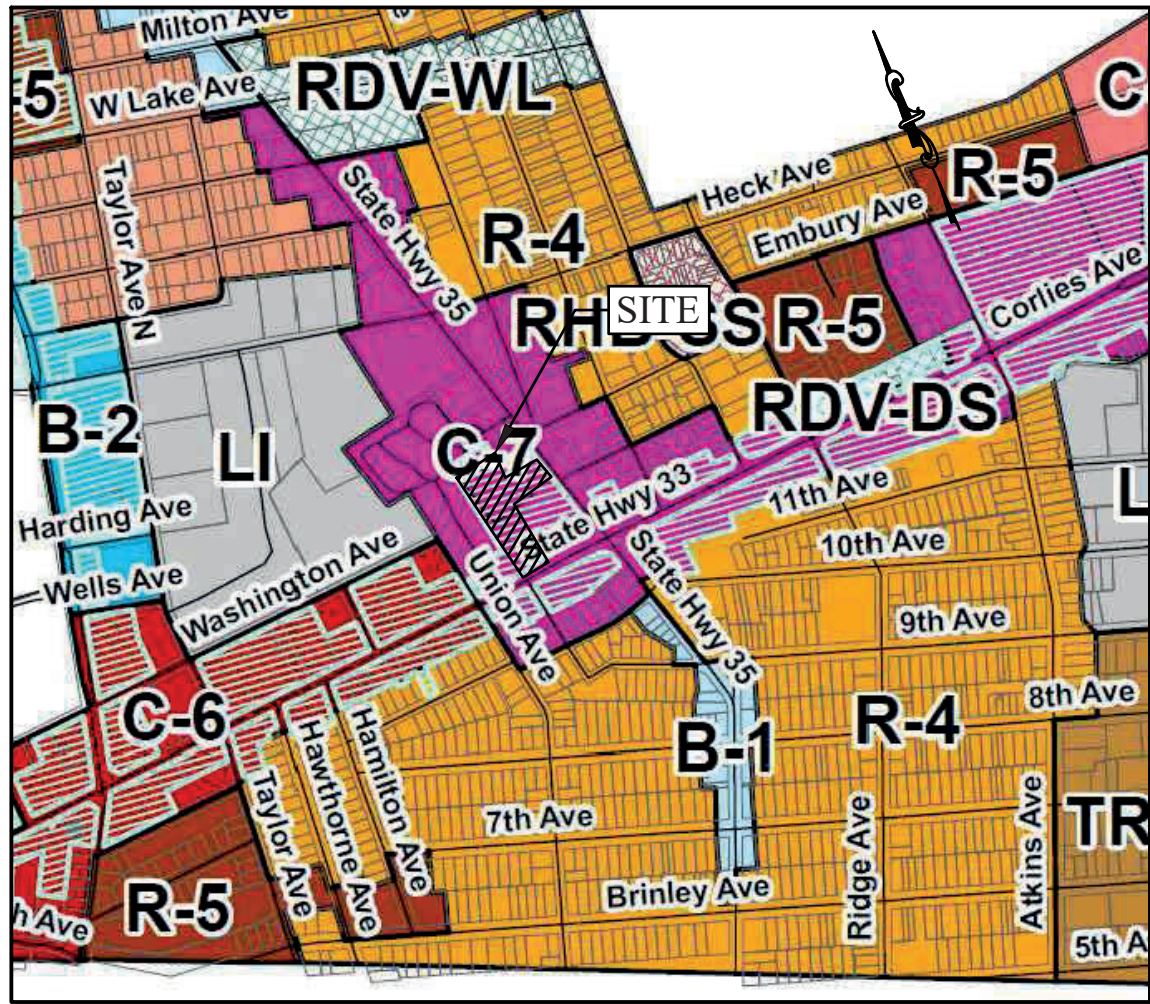 Milton Ave
-5
W Lake Ave
RDV-WL
C
Taylor Ave N
State Hwy 35
Heck Ave
R-5
R-4
Embury Ave
Corlies Ave
SITE
SS
R-5
B-2
LI
C-7
RDV-DS
Harding Ave
State Hwy 33
11th Ave
L
10th Ave
Wells Ave
Washington Ave
Union Ave
State Hwy 35
9th Ave
8th Ave
C-6
B-1
R-4
Taylor Ave
Hawthorne Ave
Hamilton Ave
7th Ave
Ridge Ave
Atkins Ave
TR
Brinley Ave
R-5
h Ave
5th A